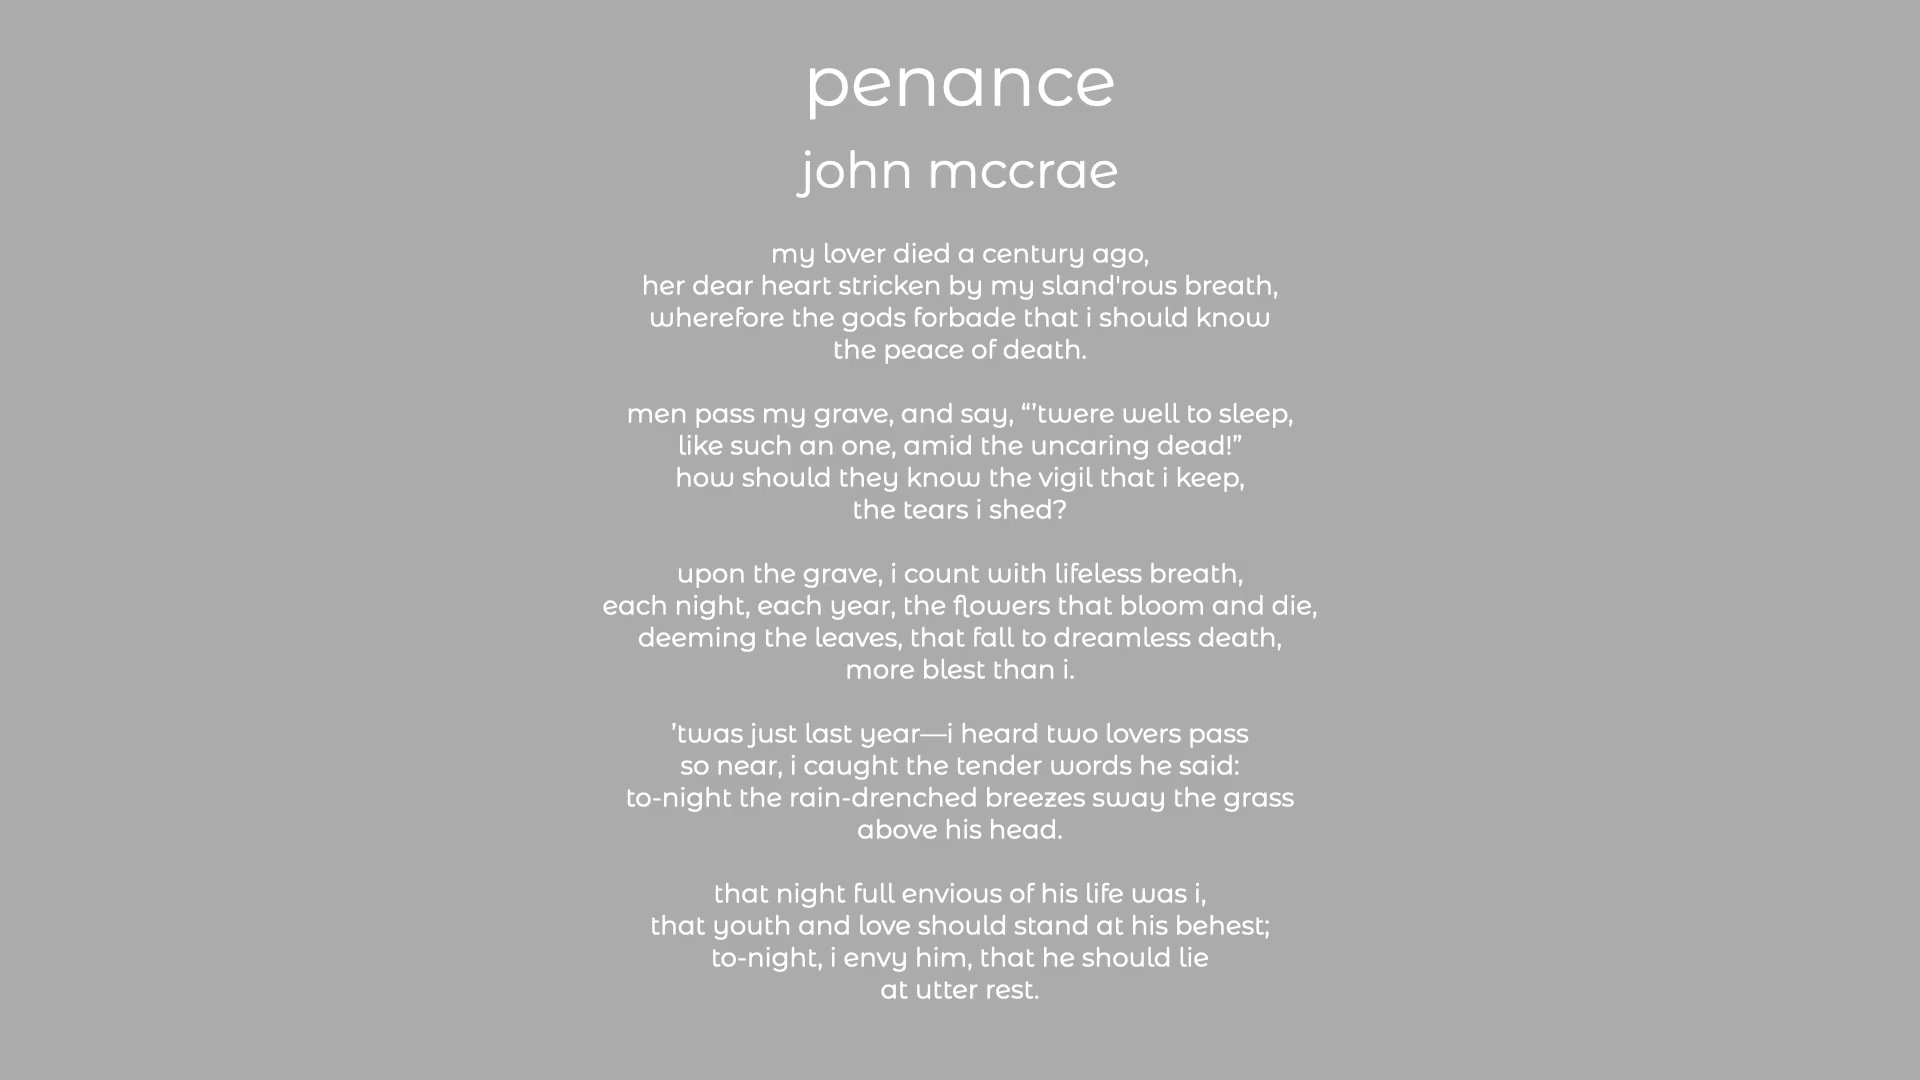 penance
john mccrae
my lover died a century ago,
her dear heart stricken by my sland'rous breath,
wherefore the gods forbade that i should know
the peace of death.
men pass my grave, and say, “’twere well to sleep,
like such an one, amid the uncaring dead!”
how should they know the vigil that i keep,
the tears i shed?
upon the grave, i count with lifeless breath,
each night, each year, the flowers that bloom and die,
deeming the leaves, that fall to dreamless death,
more blest than i.
’twas just last year—i heard two lovers pass
so near, i caught the tender words he said:
to-night the rain-drenched breezes sway the grass
above his head.
that night full envious of his life was i,
that youth and love should stand at his behest;
to-night, i envy him, that he should lie
at utter rest.